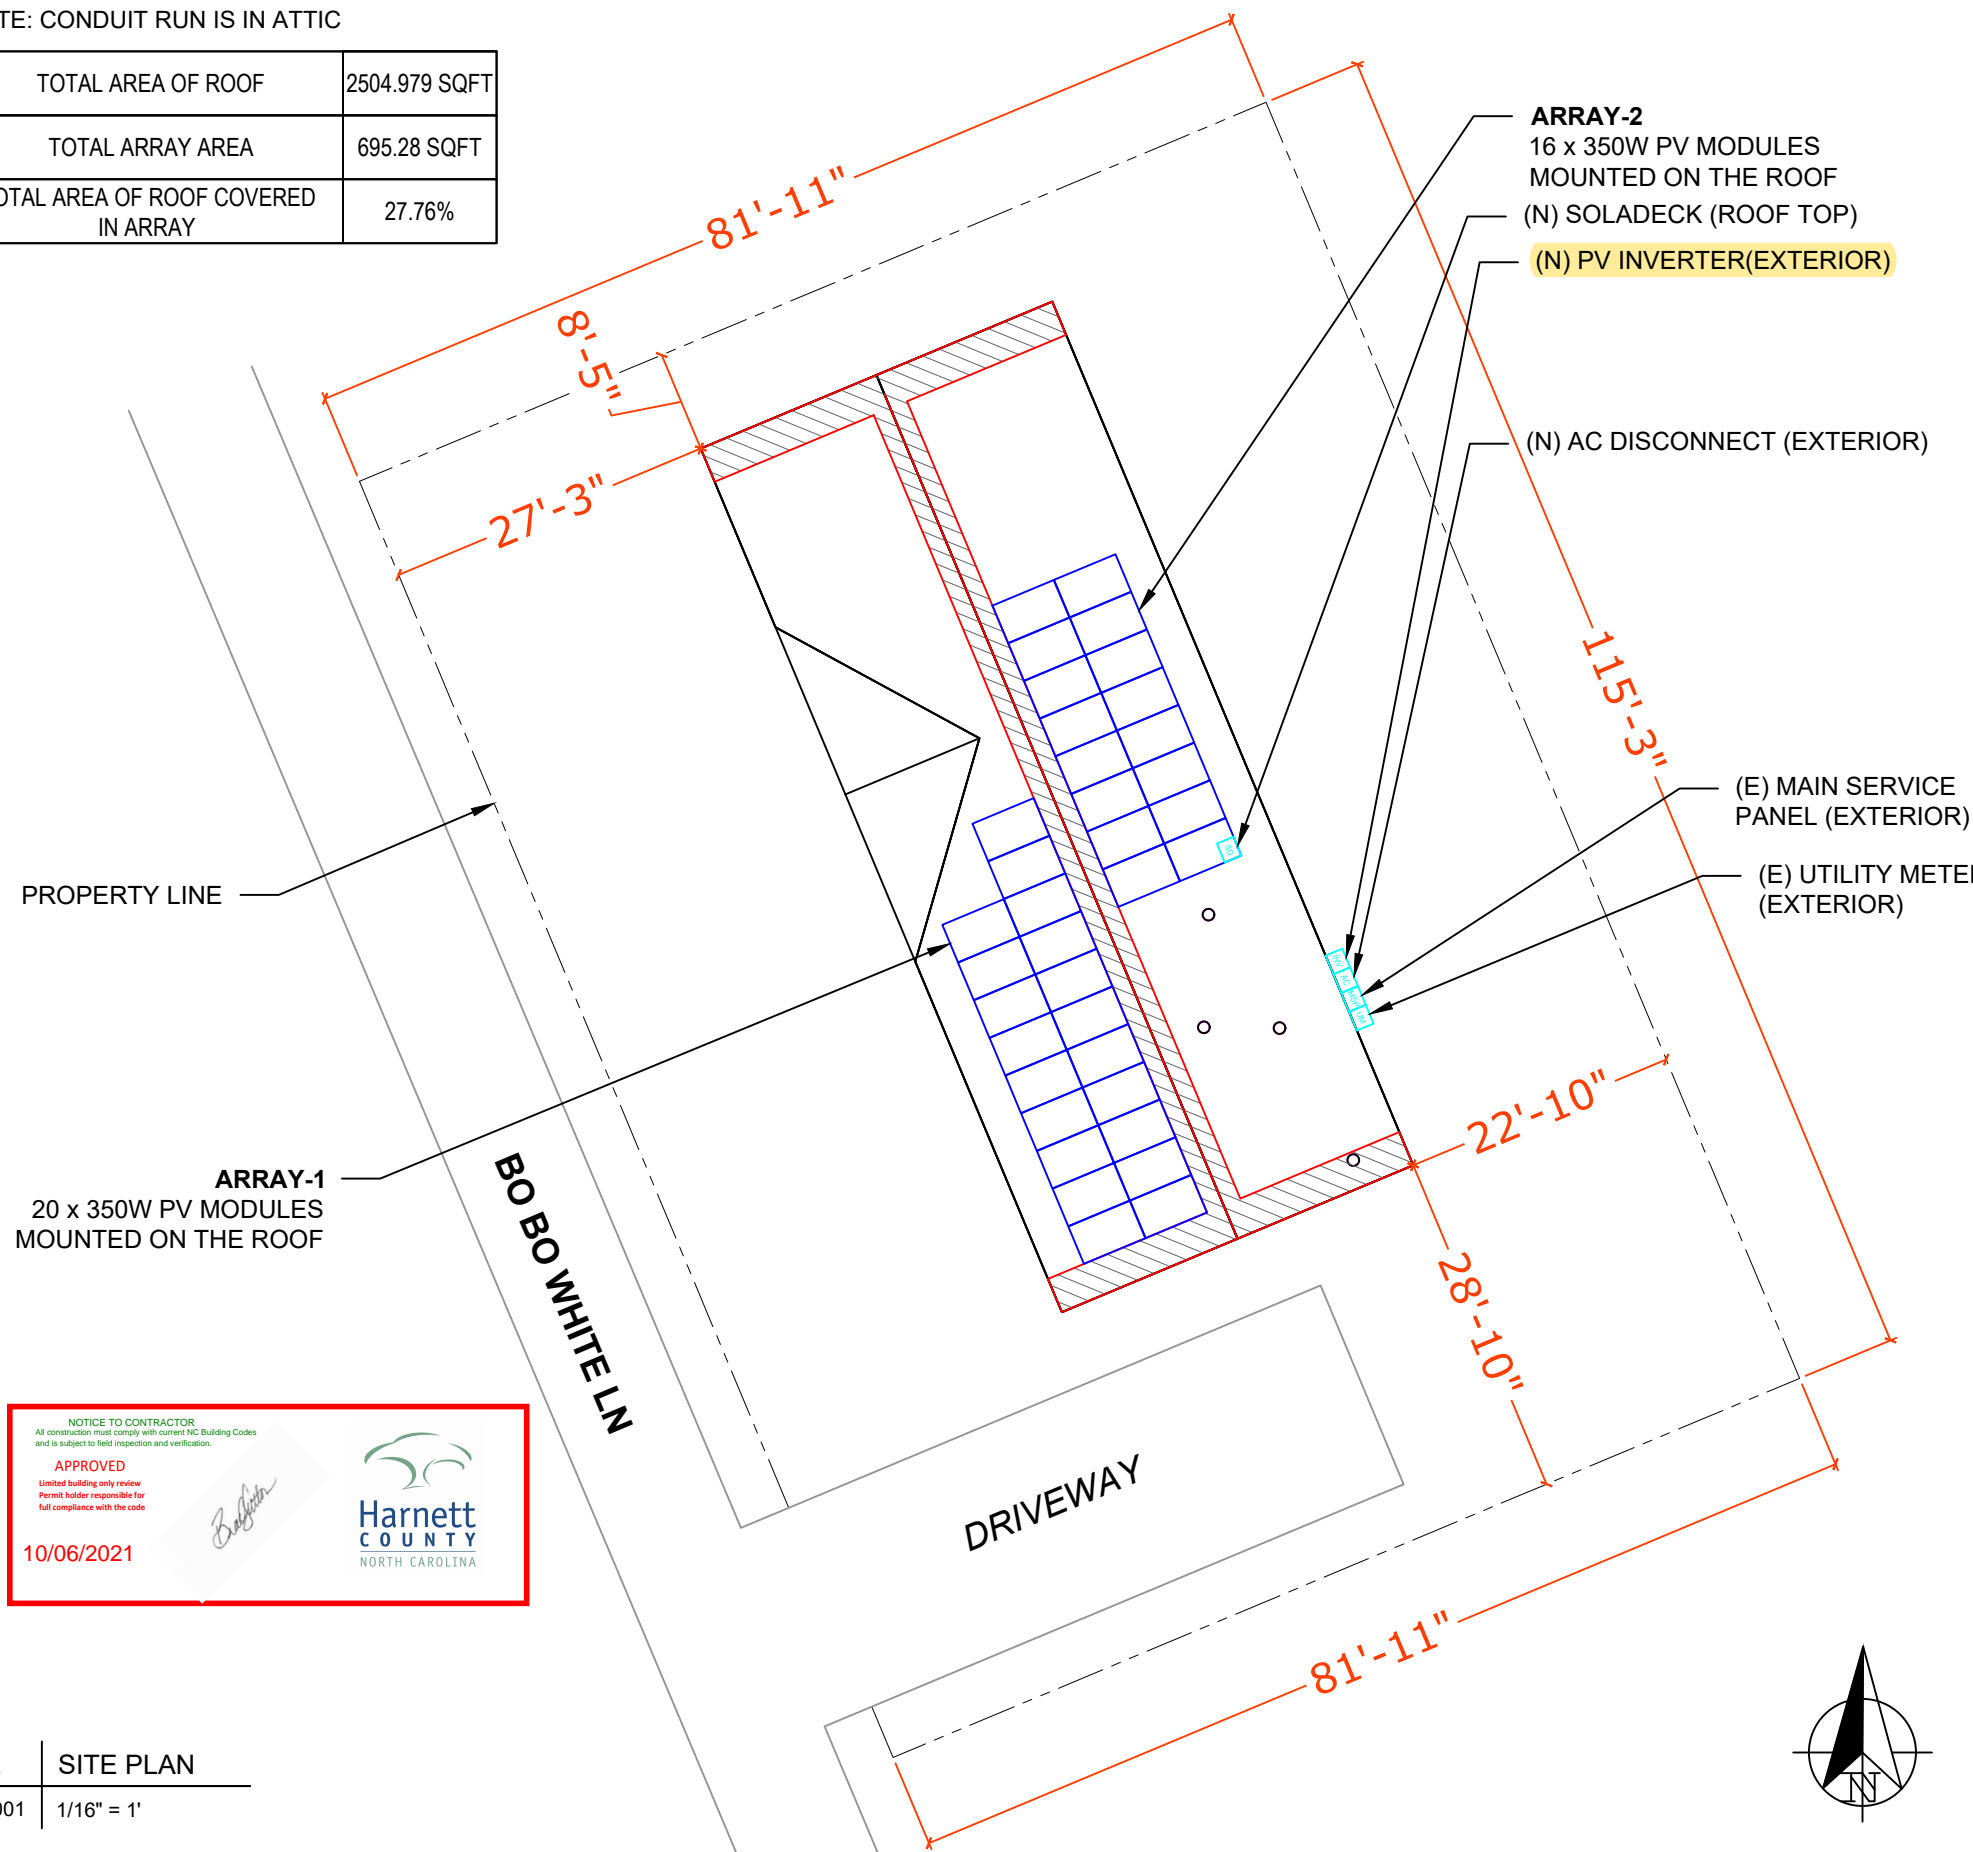 TE: CONDUIT RUN IS IN ATTIC
TOTAL AREA OF ROOF
2504.979 SQFT
TOTAL ARRAY AREA
695.28 SQFT
OTAL AREA OF ROOF COVERED
IN ARRAY
27.76%
81'-11"
8'-5"
27'-3"
ARRAY-2
16 x 350W PV MODULES
MOUNTED ON THE ROOF
(N) SOLADECK (ROOF TOP)
(N) PV INVERTER(EXTERIOR)
(N) AC DISCONNECT (EXTERIOR)
115'-3"
(E) MAIN SERVICE
PANEL (EXTERIOR)
(E) UTILITY METE
(EXTERIOR)
PROPERTY LINE
SD
INV
AC
MSP
UM
22'-10"
28'-10"
ARRAY-1
20 x 350W PV MODULES
MOUNTED ON THE ROOF
BO BO WHITE LN
DRIVEWAY
81'-11"
NOTICE TO CONTRACTOR
All construction must comply with current NC Building Codes
and is subject to field inspection and verification.
APPROVED
Limited building only review
Permit holder responsible for
full compliance with the code
10/06/2021
Harnett
COUNTY
NORTH CAROLINA
SITE PLAN
001
1/16" = 1'
N